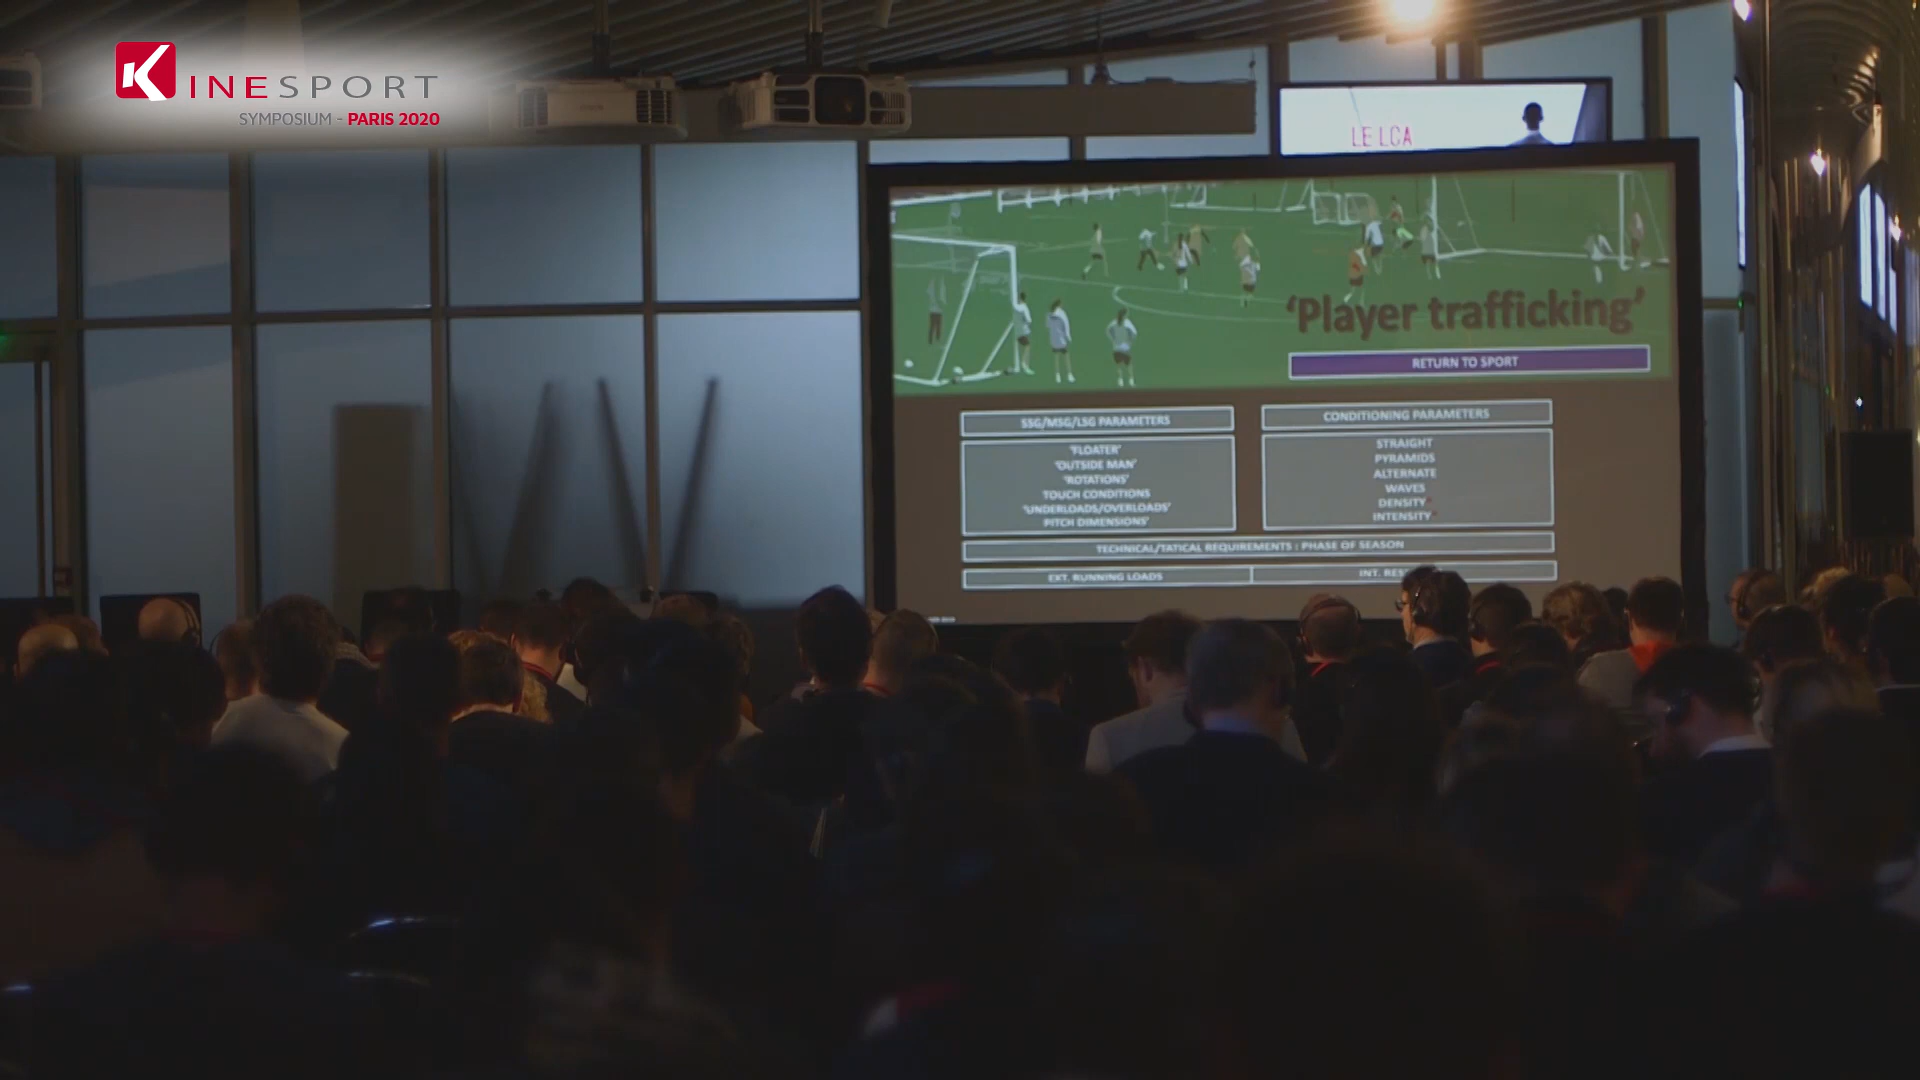 KINESPORT
SYMPOSIUM - PARIS 2020
LE LCA
'Player trafficking'
RETURN TO SPORT
SSG/MSG/LSG PARAMETERS
'FLOATER'
'OUTSIDE MAN'
'ROTATIONS'
TOUCH CONDITIONS
'UNDERLOADS/OVERLOADS'
PITCH DIMENSIONS'
CONDITIONING PARAMETERS
STRAIGHT
PYRAMIDS
ALTERNATE
WAVES
DENSITY
INTENSITY
TECHNICAL/TATICAL REQUIREMENTS : PHASE OF SEASON
EXT. RUNNING LOADS
INT.